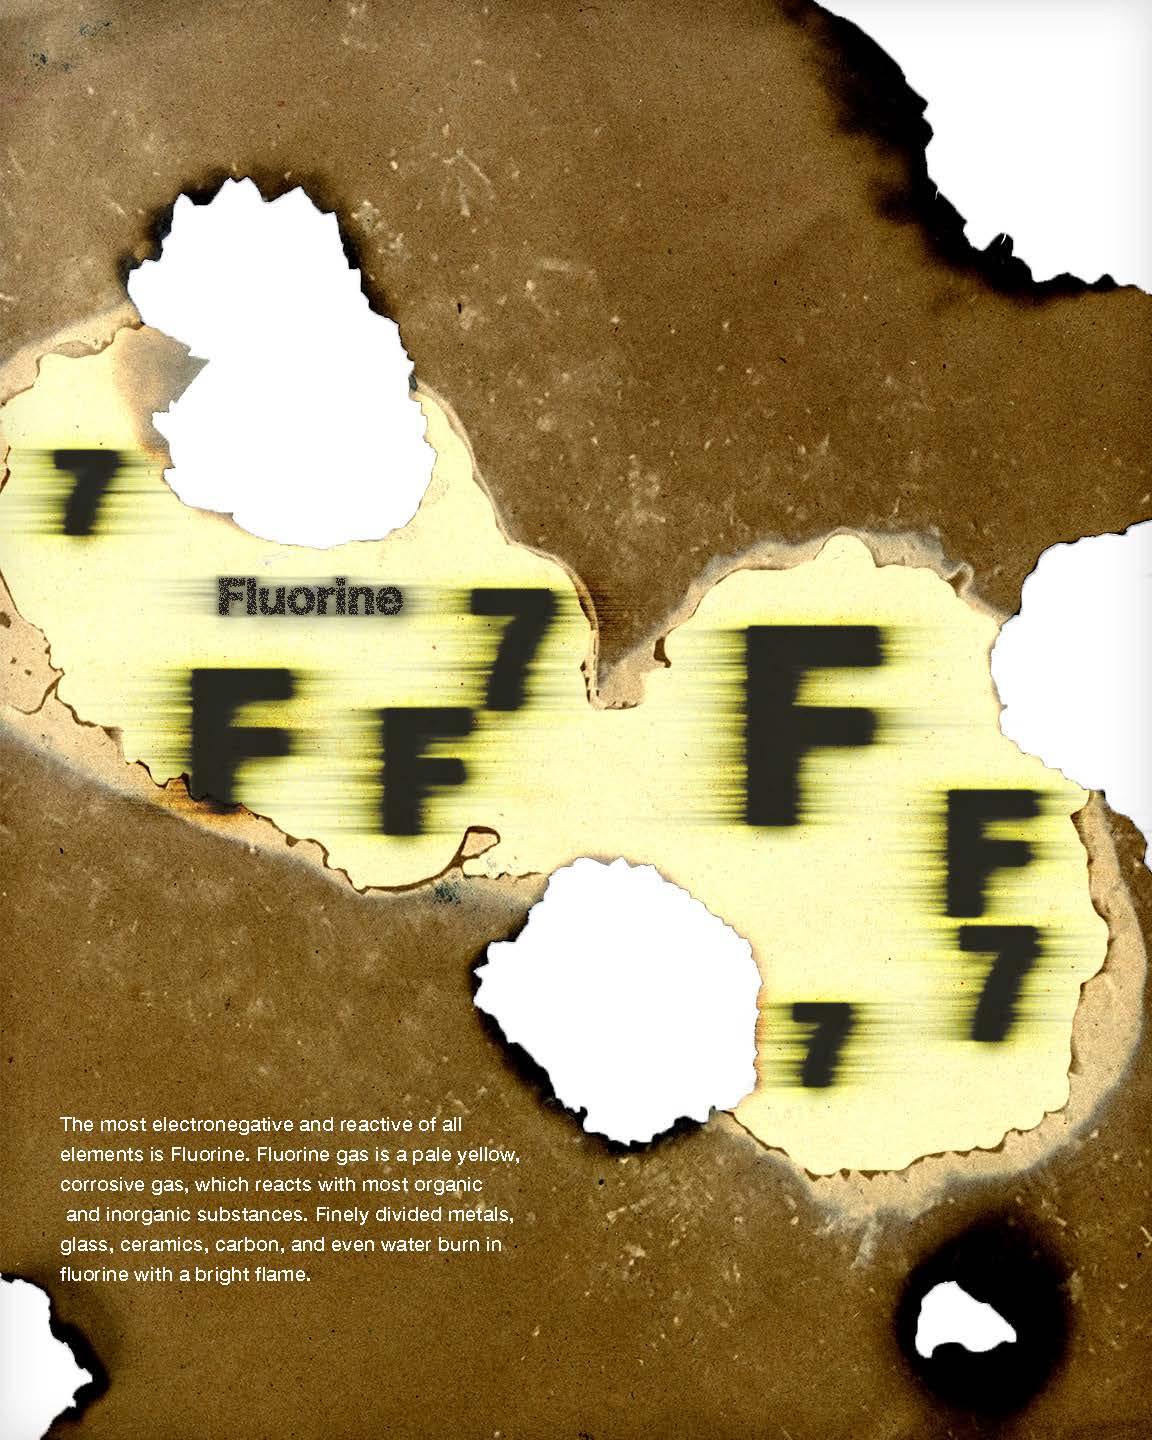 7
Fluorine
7
F
F
F
F
7
7
The most electronegative and reactive of all
elements is Fluorine. Fluorine gas is a pale yellow,
corrosive gas, which reacts with most organic
and inorganic substances. Finely divided metals,
glass, ceramics, carbon, and even water burn in
fluorine with a bright flame.